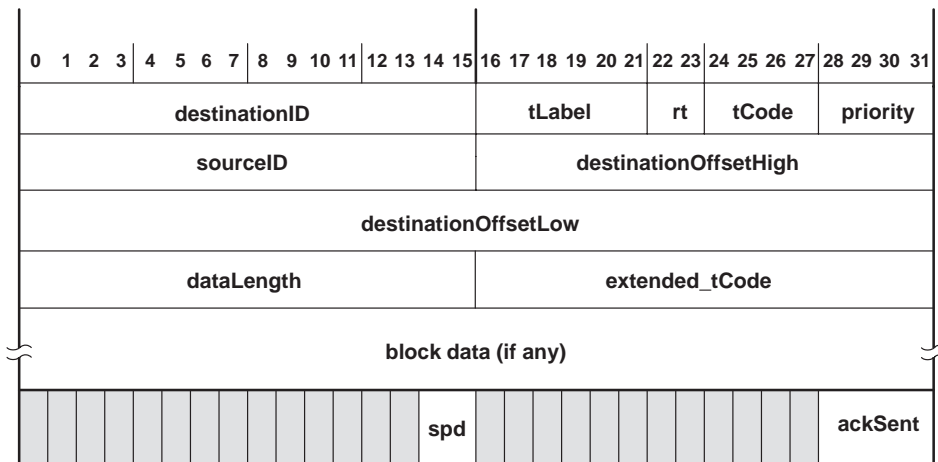 0 1 2 3 4 5 6 7 8 9 10 11 12 13 14 15 16 17 18 19 20 21 22 23 24 25 26 27 28 29 30 31
destinationID tLabel rt tCode priority
sourceID destinationOffsetHigh
destinationOffsetLow
dataLength extended_tCode
block data (if any)
spd ackSent